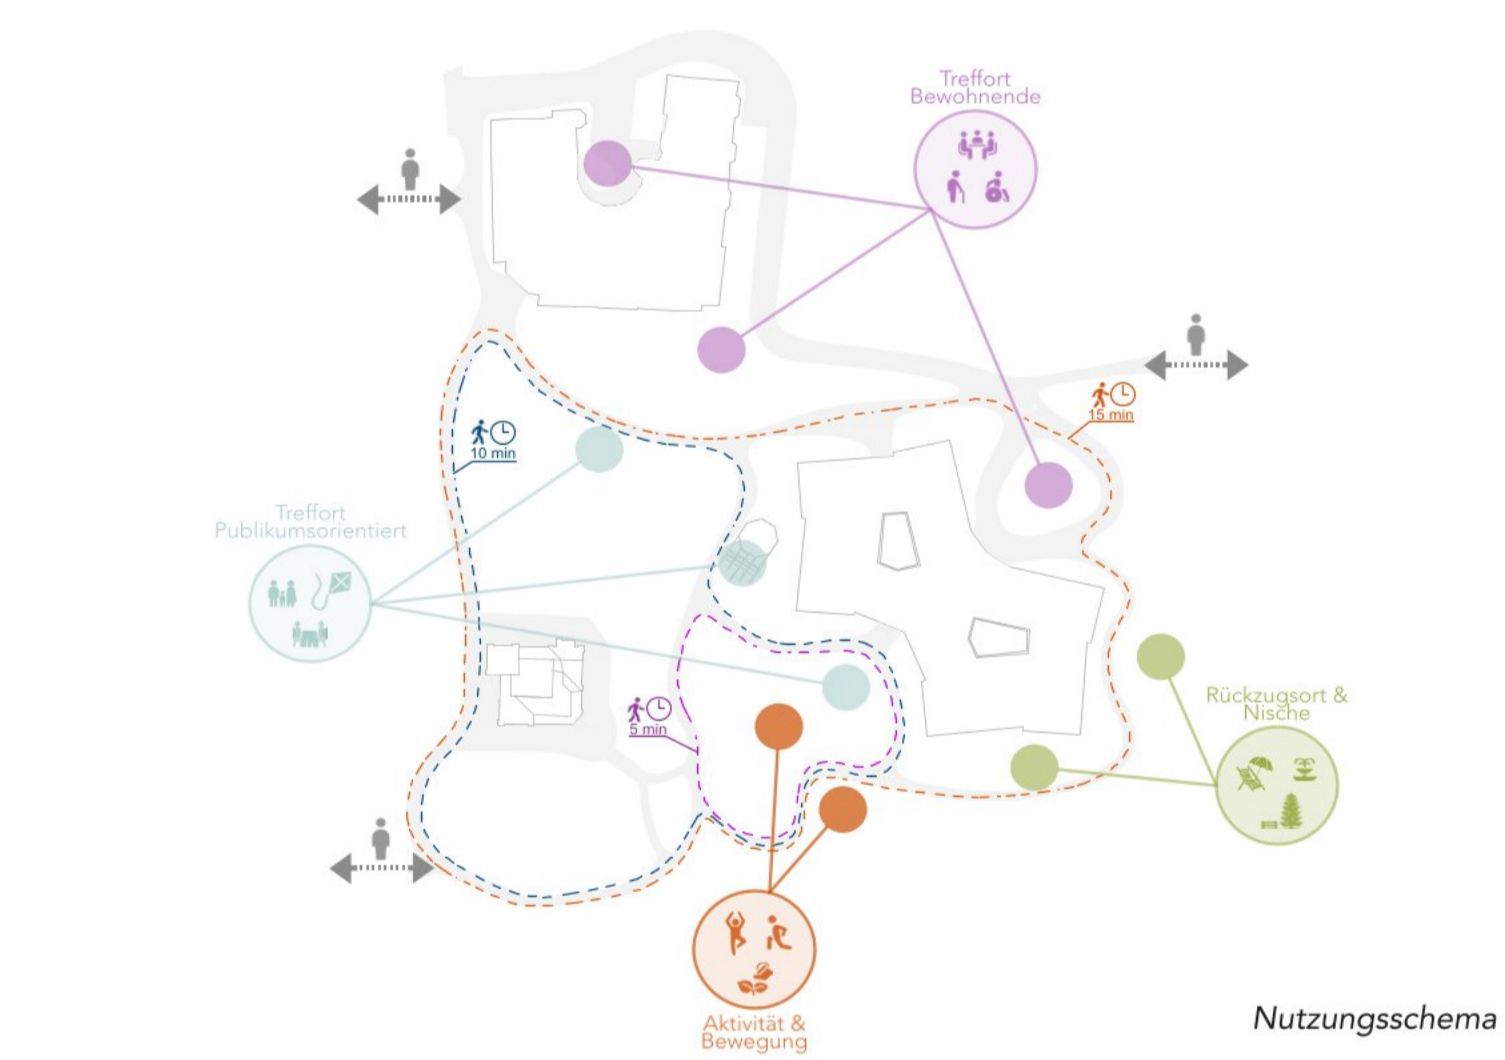 Treffort
Bewohnende
15 min
10 min
Treffort
Publikumsorientiert
5 min
Rückzugsort &
Nische
Aktivität &
Bewegung
Nutzungsschema